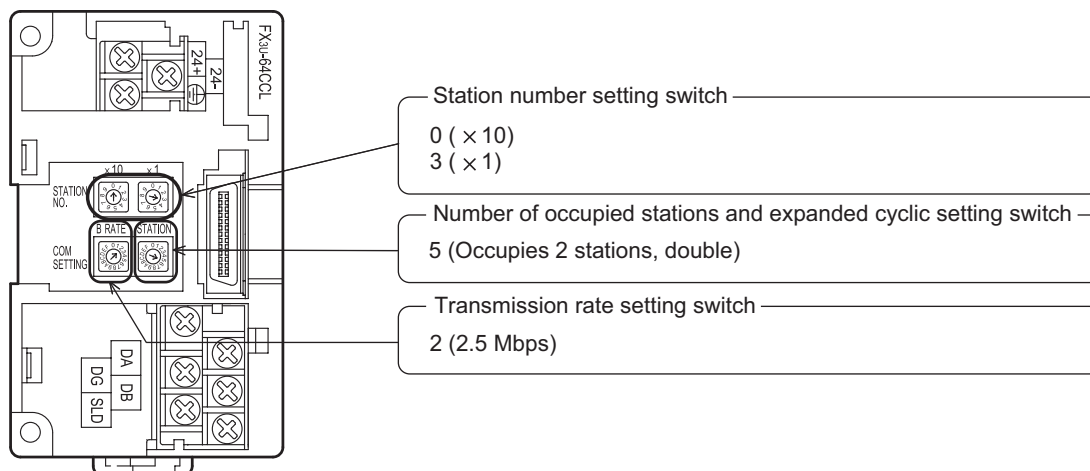 FX3U-64CCL
24+
24-
Station number setting switch
0 ( × 10)
3 ( × 1)
×10 ×1
STATION NO.
Number of occupied stations and expanded cyclic setting switch
5 (Occupies 2 stations, double)
B RATE STATION
COM SETTING
Transmission rate setting switch
2 (2.5 Mbps)
DA
DG
DB
SLD